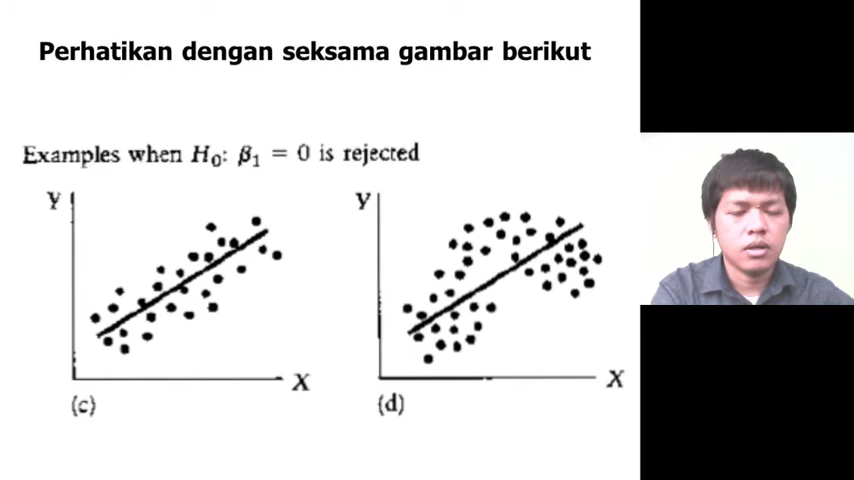 Perhatikan dengan seksama gambar berikut
Examples when H₀: β₁ = 0 is rejected
Y
X
(c)
Y
X
(d)